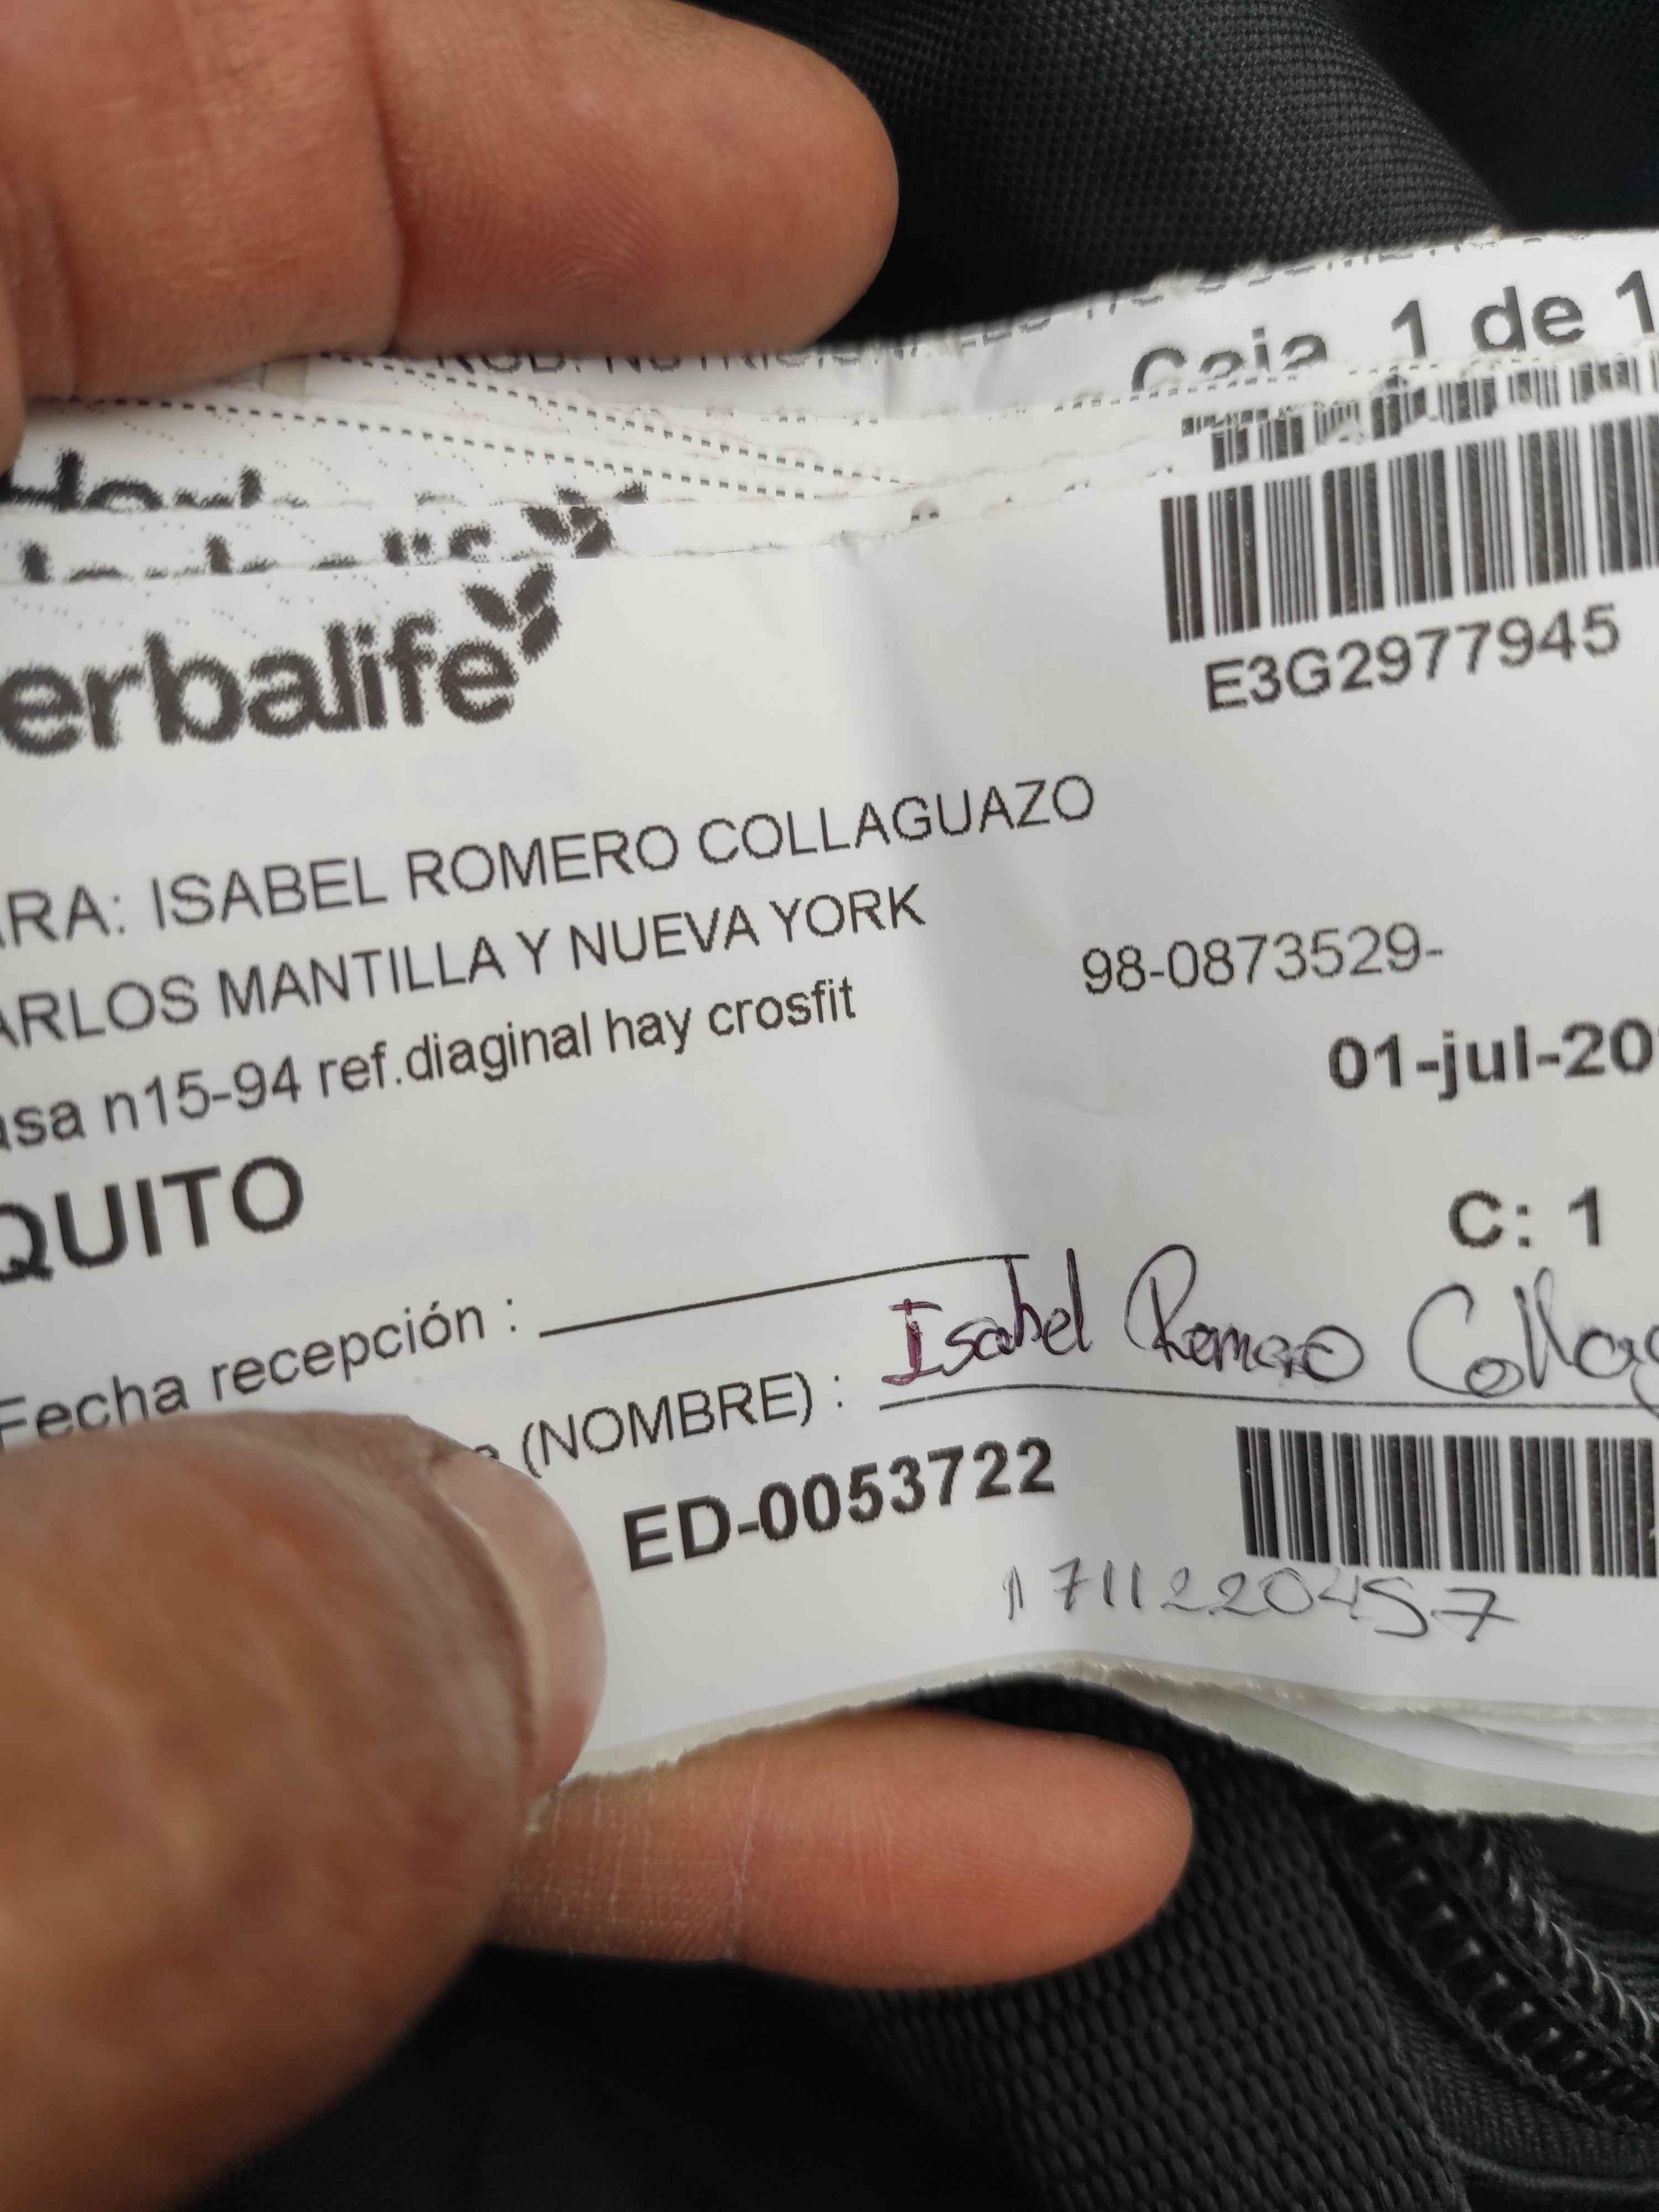 Caja 1 de 1
erbalife
E3G2977945
ARA: ISABEL ROMERO COLLAGUAZO
ARLOS MANTILLA Y NUEVA YORK
98-0873529-
asa n15-94 ref.diaginal hay crosfit
01-jul-20
QUITO
C: 1
Fecha recepción :
(NOMBRE) : Isabel Romero Collag
ED-0053722
1711220457